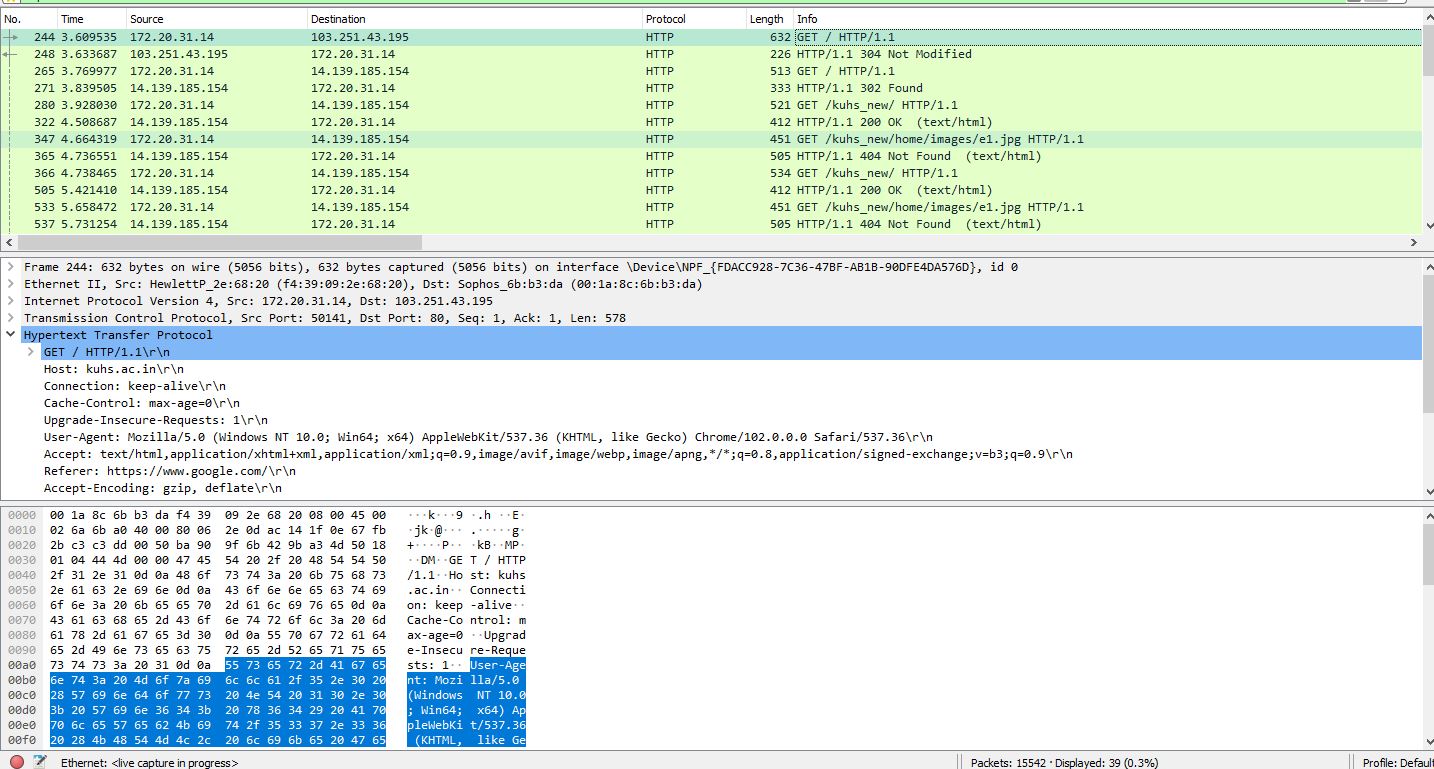 No. Time Source Destination Protocol Length Info
244 3.609535 172.20.31.14 103.251.43.195 HTTP 632 GET / HTTP/1.1
248 3.633687 103.251.43.195 172.20.31.14 HTTP 226 HTTP/1.1 304 Not Modified
265 3.769977 172.20.31.14 14.139.185.154 HTTP 513 GET / HTTP/1.1
271 3.839505 14.139.185.154 172.20.31.14 HTTP 333 HTTP/1.1 302 Found
280 3.928030 172.20.31.14 14.139.185.154 HTTP 521 GET /kuhs_new/ HTTP/1.1
322 4.508687 14.139.185.154 172.20.31.14 HTTP 412 HTTP/1.1 200 OK (text/html)
347 4.664319 172.20.31.14 14.139.185.154 HTTP 451 GET /kuhs_new/home/images/e1.jpg HTTP/1.1
365 4.736551 14.139.185.154 172.20.31.14 HTTP 505 HTTP/1.1 404 Not Found (text/html)
366 4.738465 172.20.31.14 14.139.185.154 HTTP 534 GET /kuhs_new/ HTTP/1.1
505 5.421410 14.139.185.154 172.20.31.14 HTTP 412 HTTP/1.1 200 OK (text/html)
533 5.658472 172.20.31.14 14.139.185.154 HTTP 451 GET /kuhs_new/home/images/e1.jpg HTTP/1.1
537 5.731254 14.139.185.154 172.20.31.14 HTTP 505 HTTP/1.1 404 Not Found (text/html)
Frame 244: 632 bytes on wire (5056 bits), 632 bytes captured (5056 bits) on interface \Device\NPF_{FDACC928-7C36-47BF-AB1B-90DFE4DA576D}, id 0
Ethernet II, Src: HewlettP_2e:68:20 (f4:39:09:2e:68:20), Dst: Sophos_6b:b3:da (00:1a:8c:6b:b3:da)
Internet Protocol Version 4, Src: 172.20.31.14, Dst: 103.251.43.195
Transmission Control Protocol, Src Port: 50141, Dst Port: 80, Seq: 1, Ack: 1, Len: 578
Hypertext Transfer Protocol
GET / HTTP/1.1\r\n
Host: kuhs.ac.in\r\n
Connection: keep-alive\r\n
Cache-Control: max-age=0\r\n
Upgrade-Insecure-Requests: 1\r\n
User-Agent: Mozilla/5.0 (Windows NT 10.0; Win64; x64) AppleWebKit/537.36 (KHTML, like Gecko) Chrome/102.0.0.0 Safari/537.36\r\n
Accept: text/html,application/xhtml+xml,application/xml;q=0.9,image/avif,image/webp,image/apng,*/*;q=0.8,application/signed-exchange;v=b3;q=0.9\r\n
Referer: https://www.google.com/\r\n
Accept-Encoding: gzip, deflate\r\n
0000 00 1a 8c 6b b3 da f4 39 09 2e 68 20 08 00 45 00 ···k···9 .h ··E·
0010 02 6a 6b a0 40 00 80 06 2e 0d ac 14 1f 0e 67 fb ·jk·@··· .·····g·
0020 2b c3 c3 dd 00 50 ba 90 9f 6b 42 9b a3 4d 50 18 +····P·· ·kB··MP·
0030 01 04 44 4d 00 00 47 45 54 20 2f 20 48 54 54 50 ··DM··GE T / HTTP
0040 2f 31 2e 31 0d 0a 48 6f 73 74 3a 20 6b 75 68 73 /1.1··Ho st: kuhs
0050 2e 61 63 2e 69 6e 0d 0a 43 6f 6e 6e 65 63 74 69 .ac.in·· Connecti
0060 6f 6e 3a 20 6b 65 65 70 2d 61 6c 69 76 65 0d 0a on: keep -alive··
0070 43 61 63 68 65 2d 43 6f 6e 74 72 6f 6c 3a 20 6d Cache-Co ntrol: m
0080 61 78 2d 61 67 65 3d 30 0d 0a 55 70 67 72 61 64 ax-age=0 ··Upgrad
0090 65 2d 49 6e 73 65 63 75 72 65 2d 52 65 71 75 65 e-Insecu re-Reque
00a0 73 74 73 3a 20 31 0d 0a 55 73 65 72 2d 41 67 65 sts: 1·· User-Age
00b0 6e 74 3a 20 4d 6f 7a 69 6c 6c 61 2f 35 2e 30 20 nt: Mozi lla/5.0
00c0 28 57 69 6e 64 6f 77 73 20 4e 54 20 31 30 2e 30 (Windows NT 10.0
00d0 3b 20 57 69 6e 36 34 3b 20 78 36 34 29 20 41 70 ; Win64; x64) Ap
00e0 70 6c 65 57 65 62 4b 69 74 2f 35 33 37 2e 33 36 pleWebKi t/537.36
00f0 20 28 4b 48 54 4d 4c 2c 20 6c 69 6b 65 20 47 65 (KHTML, like Ge
Ethernet: <live capture in progress> Packets: 15542 · Displayed: 39 (0.3%) Profile: Default